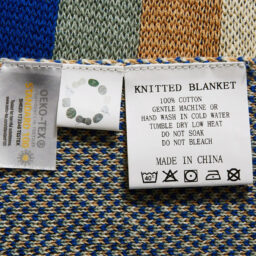 KNITTED BLANKET
100% COTTON
GENTLE MACHINE OR
HAND WASH IN COLD WATER
TUMBLE DRY LOW HEAT
DO NOT SOAK
DO NOT BLEACH
MADE IN CHINA
40°
OEKO-TEX®